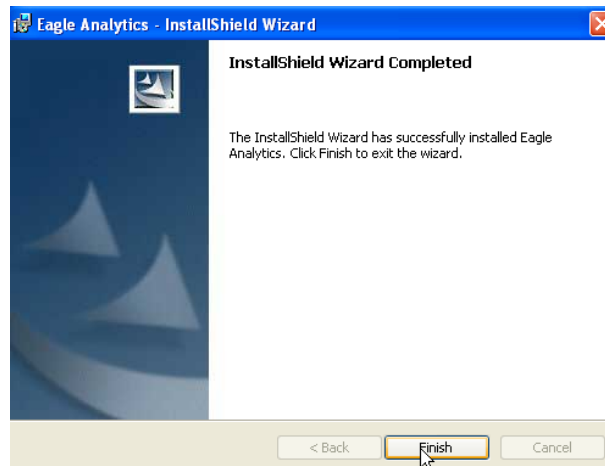 Eagle Analytics - InstallShield Wizard
InstallShield Wizard Completed
The InstallShield Wizard has successfully installed Eagle
Analytics. Click Finish to exit the wizard.
< Back
Finish
Cancel